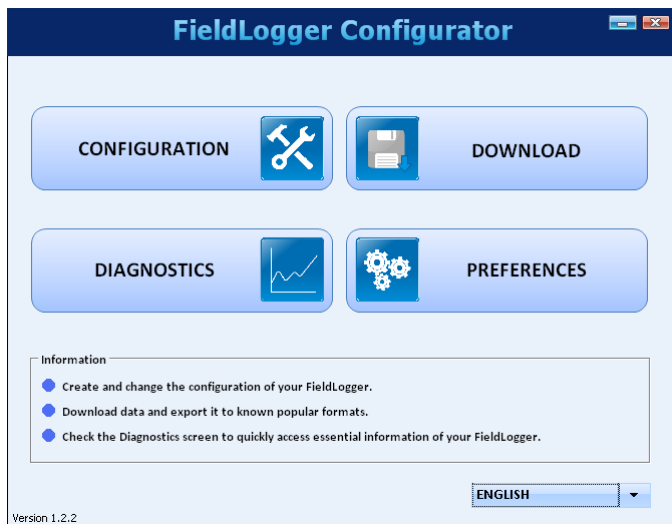 FieldLogger Configurator
CONFIGURATION
DOWNLOAD
DIAGNOSTICS
PREFERENCES
Information
Create and change the configuration of your FieldLogger.
Download data and export it to known popular formats.
Check the Diagnostics screen to quickly access essential information of your FieldLogger.
ENGLISH
Version 1.2.2